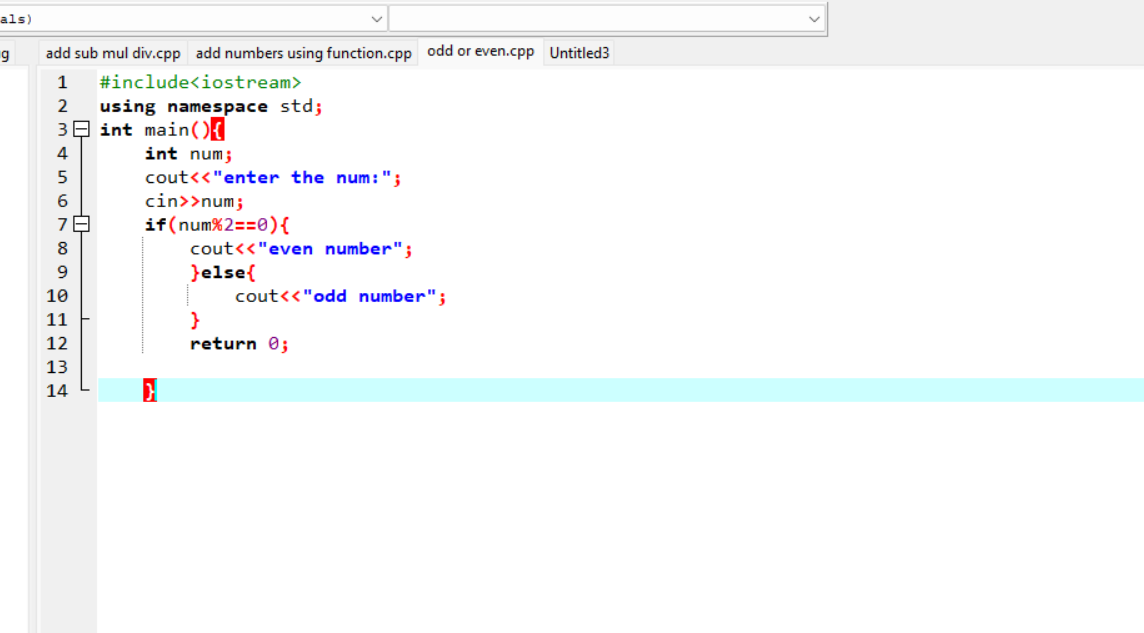 als)
g add sub mul div.cpp add numbers using function.cpp odd or even.cpp Untitled3
1 #include<iostream>
2 using namespace std;
3 int main(){
4 int num;
5 cout<<"enter the num:";
6 cin>>num;
7 if(num%2==0){
8 cout<<"even number";
9 }else{
10 cout<<"odd number";
11 }
12 return 0;
13
14 }